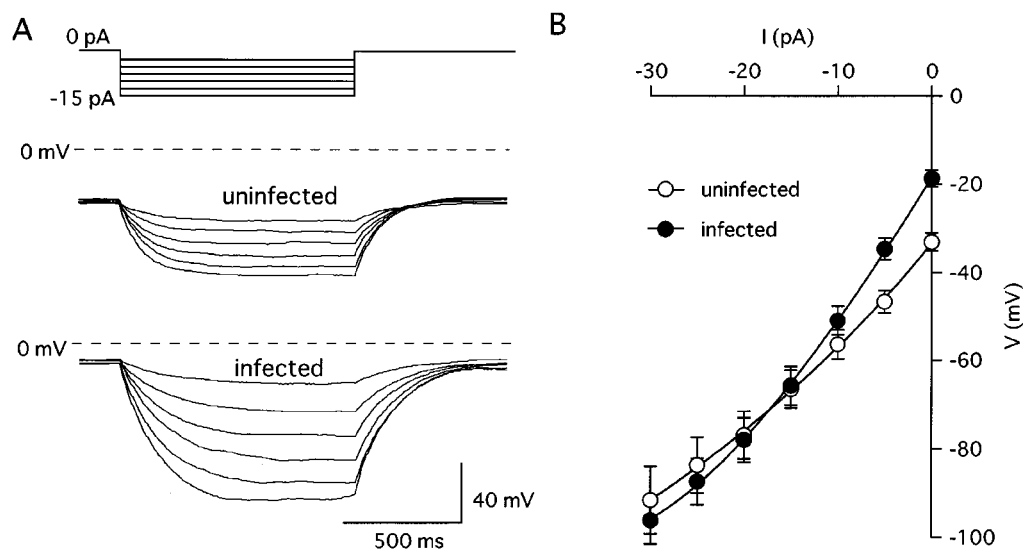 A
0 pA
-15 pA
0 mV
uninfected
0 mV
infected
40 mV
500 ms
B
I (pA)
-30 -20 -10 0
0
-20
-40
-60
-80
-100
V (mV)
uninfected
infected